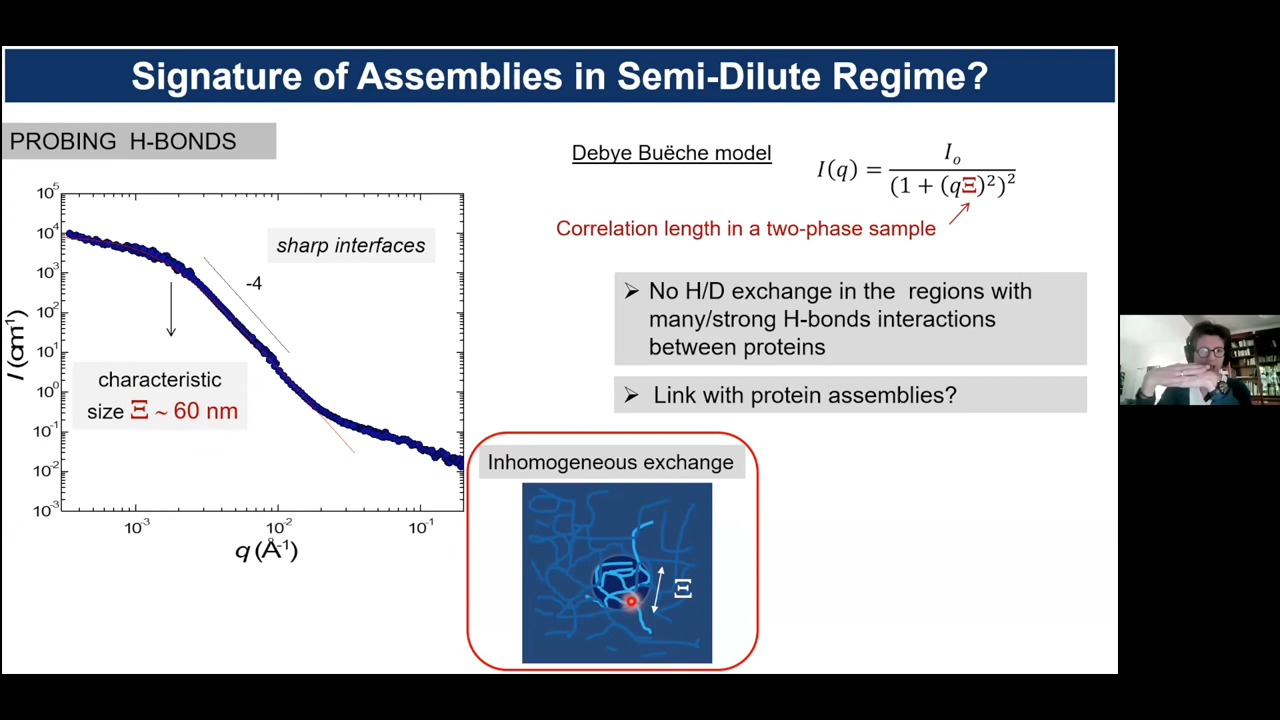 Signature of Assemblies in Semi-Dilute Regime?
PROBING H-BONDS
Debye Buëche model
I(q) = I₀ / (1 + (qΞ)²)²
Correlation length in a two-phase sample
➢ No H/D exchange in the regions with
many/strong H-bonds interactions
between proteins
➢ Link with protein assemblies?
10⁵
10⁴
10³
10²
10¹
10⁰
10⁻¹
10⁻²
10⁻³
I (cm⁻¹)
sharp interfaces
-4
characteristic
size Ξ ~ 60 nm
10⁻³ 10⁻² 10⁻¹
q (Å⁻¹)
Inhomogeneous exchange
Ξ